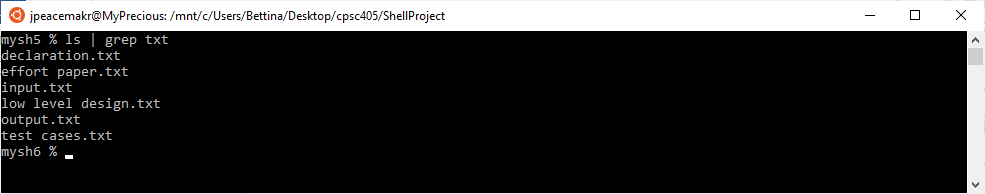 jpeacemakr@MyPrecious: /mnt/c/Users/Bettina/Desktop/cpsc405/ShellProject
mysh5 % ls | grep txt
declaration.txt
effort paper.txt
input.txt
low level design.txt
output.txt
test cases.txt
mysh6 %